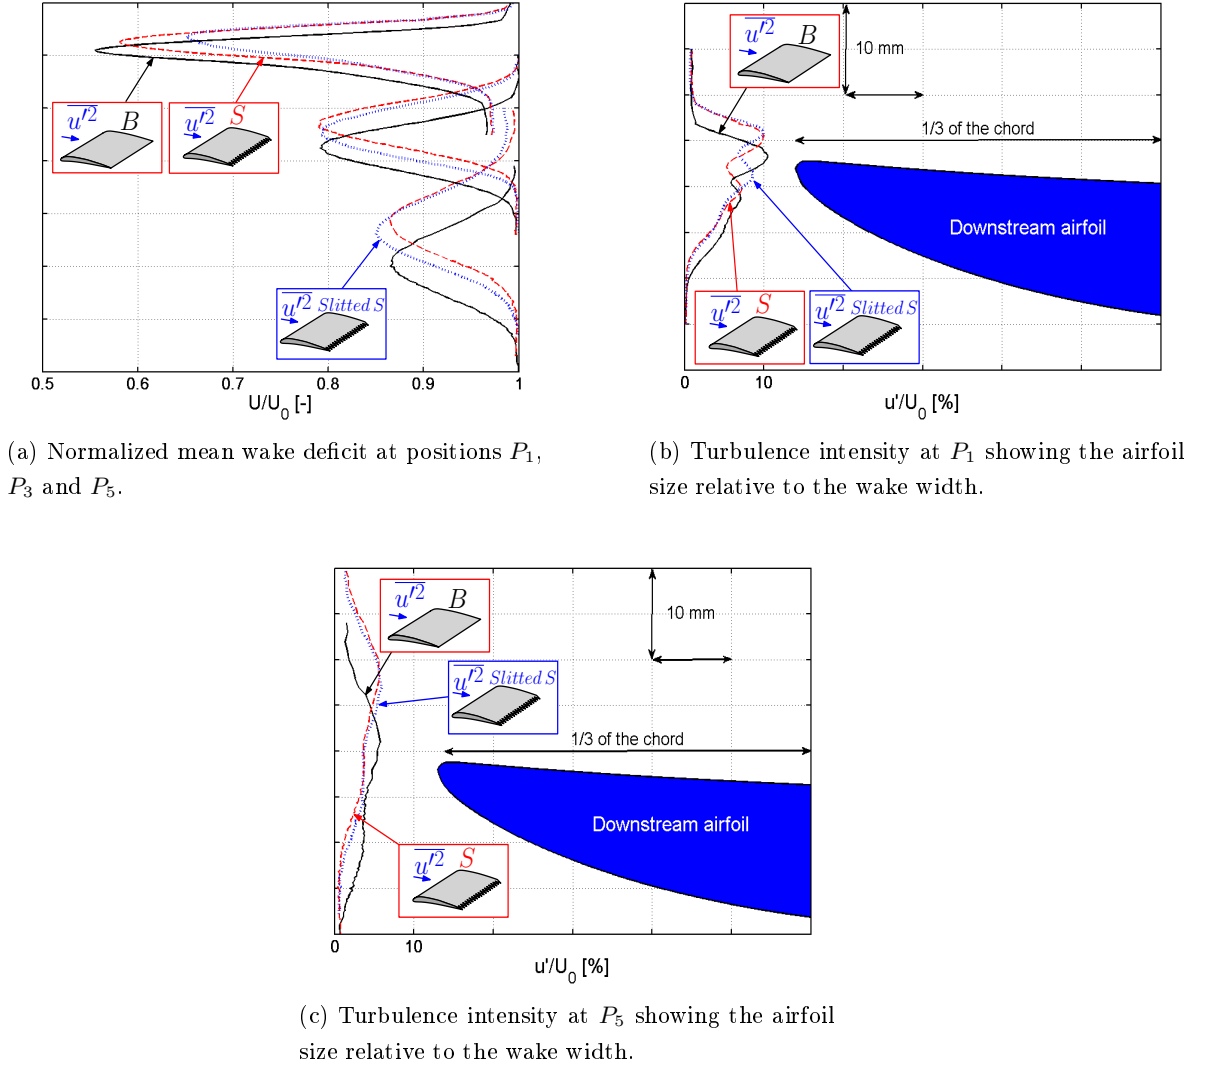 u′2 B
u′2 S
u′2 Slitted S
0.5 0.6 0.7 0.8 0.9 1
U/U0 [-]
(a) Normalized mean wake deficit at positions P1,
P3 and P5.
u′2 B
10 mm
1/3 of the chord
Downstream airfoil
u′2 S
u′2 Slitted S
0 10
u'/U0 [%]
(b) Turbulence intensity at P1 showing the airfoil
size relative to the wake width.
u′2 B
10 mm
u′2 Slitted S
1/3 of the chord
Downstream airfoil
u′2 S
0 10
u'/U0 [%]
(c) Turbulence intensity at P5 showing the airfoil
size relative to the wake width.